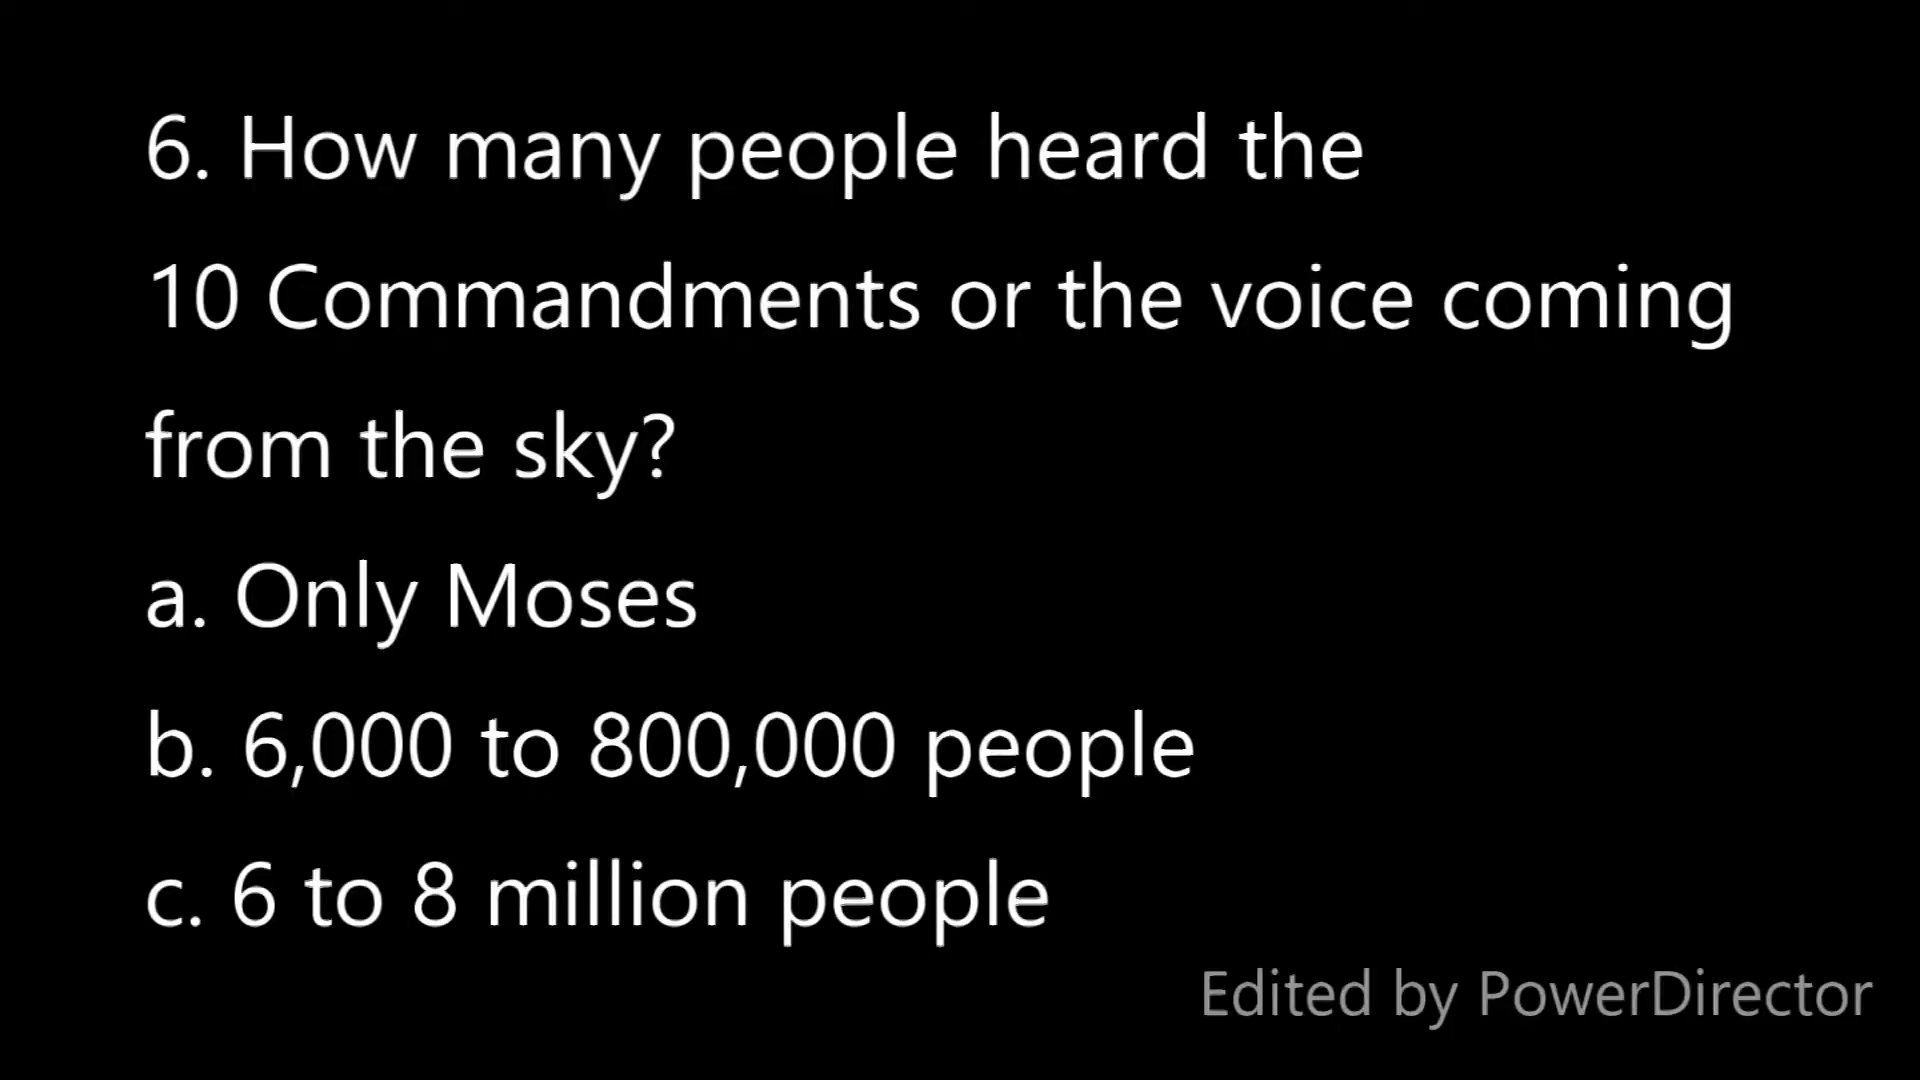 6. How many people heard the
10 Commandments or the voice coming
from the sky?
a. Only Moses
b. 6,000 to 800,000 people
c. 6 to 8 million people
Edited by PowerDirector